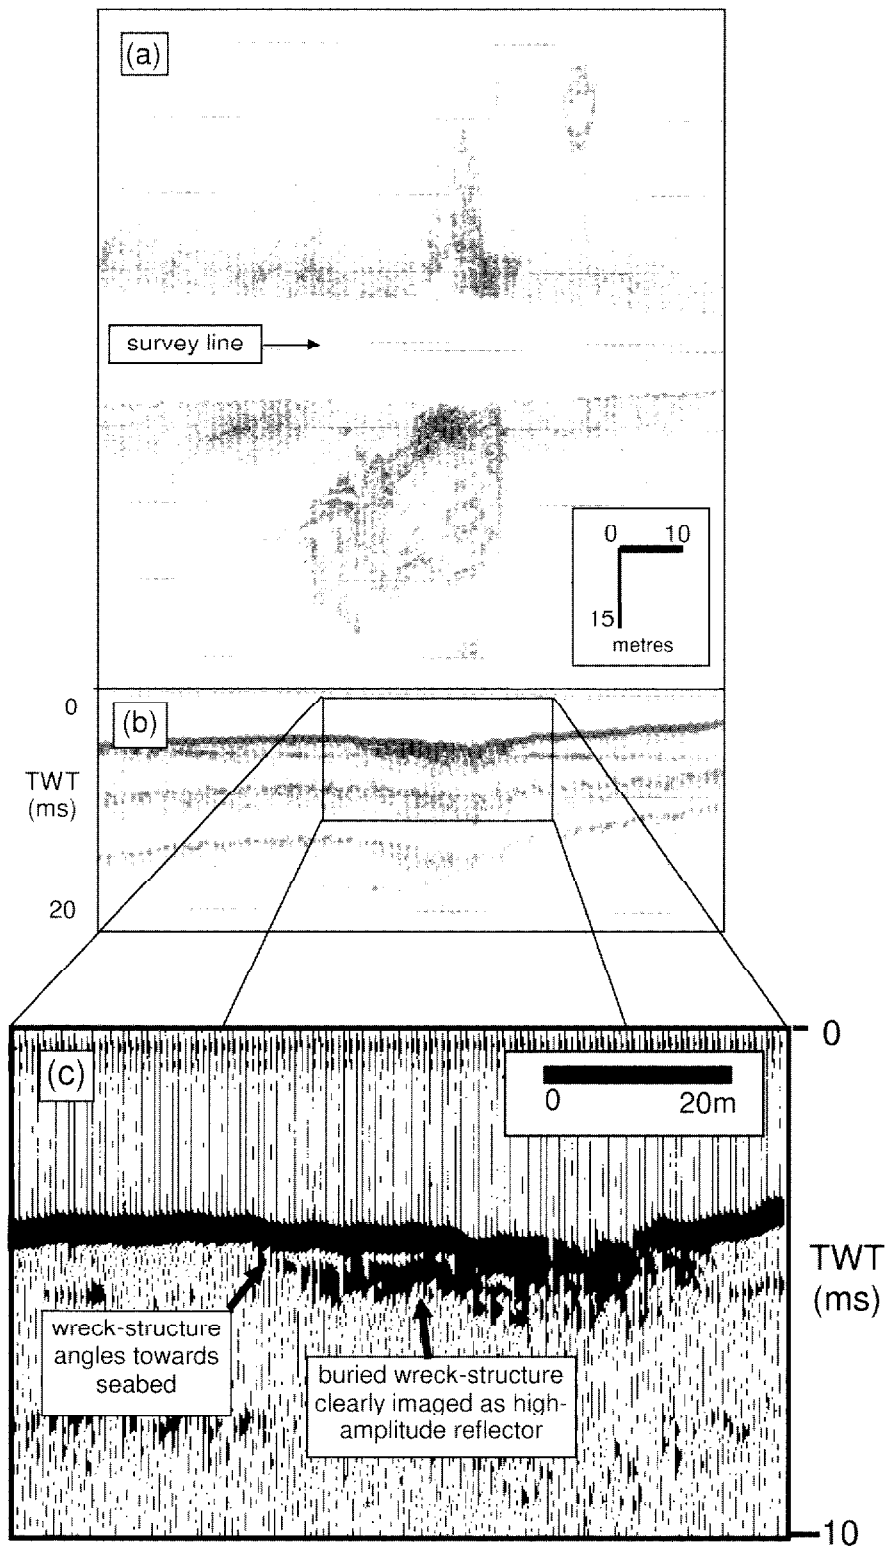 (a)
survey line
0 10
15
metres
0
(b)
TWT
(ms)
20
(c)
0
0 20m
TWT
(ms)
wreck-structure
angles towards
seabed
buried wreck-structure
clearly imaged as high-
amplitude reflector
10